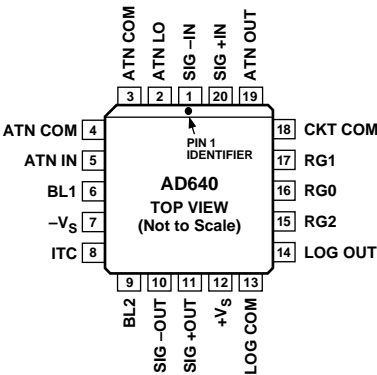 ATN COM
ATN LO
SIG –IN
SIG +IN
ATN OUT
3 2 1 20 19
ATN COM 4
ATN IN 5
BL1 6
–VS 7
ITC 8
18 CKT COM
17 RG1
16 RG0
15 RG2
14 LOG OUT
PIN 1
IDENTIFIER
AD640
TOP VIEW
(Not to Scale)
9 10 11 12 13
BL2
SIG –OUT
SIG +OUT
+VS
LOG COM